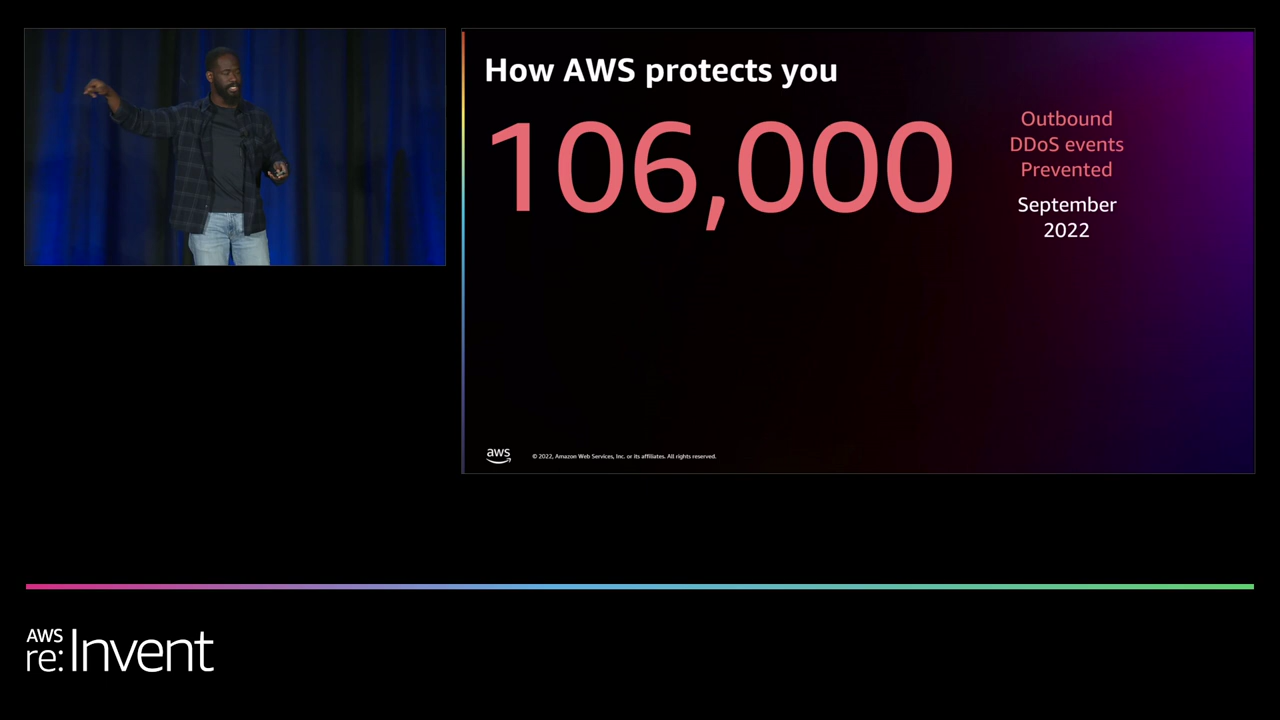 How AWS protects you
106,000
Outbound
DDoS events
Prevented
September
2022
aws
© 2022, Amazon Web Services, Inc. or its affiliates. All rights reserved.
AWS
re:Invent